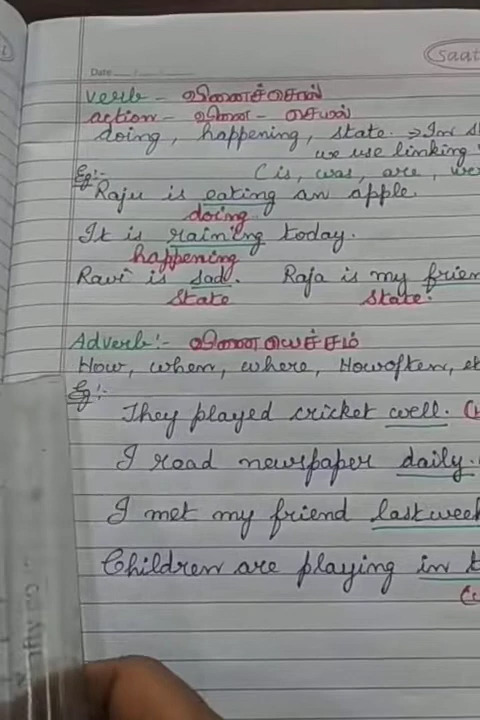 Saat
Date
verb - வினைச்சொல்
action - வினை - செயல்
doing, happening, state. → In s
we use linking
(is, was, are, we
Eg:-
Raju is eating an apple.
doing
It is raining today.
happening
Ravi is sad. Raja is my frien
State State.
Adverb:- வினையெச்சம்
How, when, where, How often, et
Eg:-
They played cricket well. (
I read newspaper daily.
I met my friend last week
Children are playing in t
(